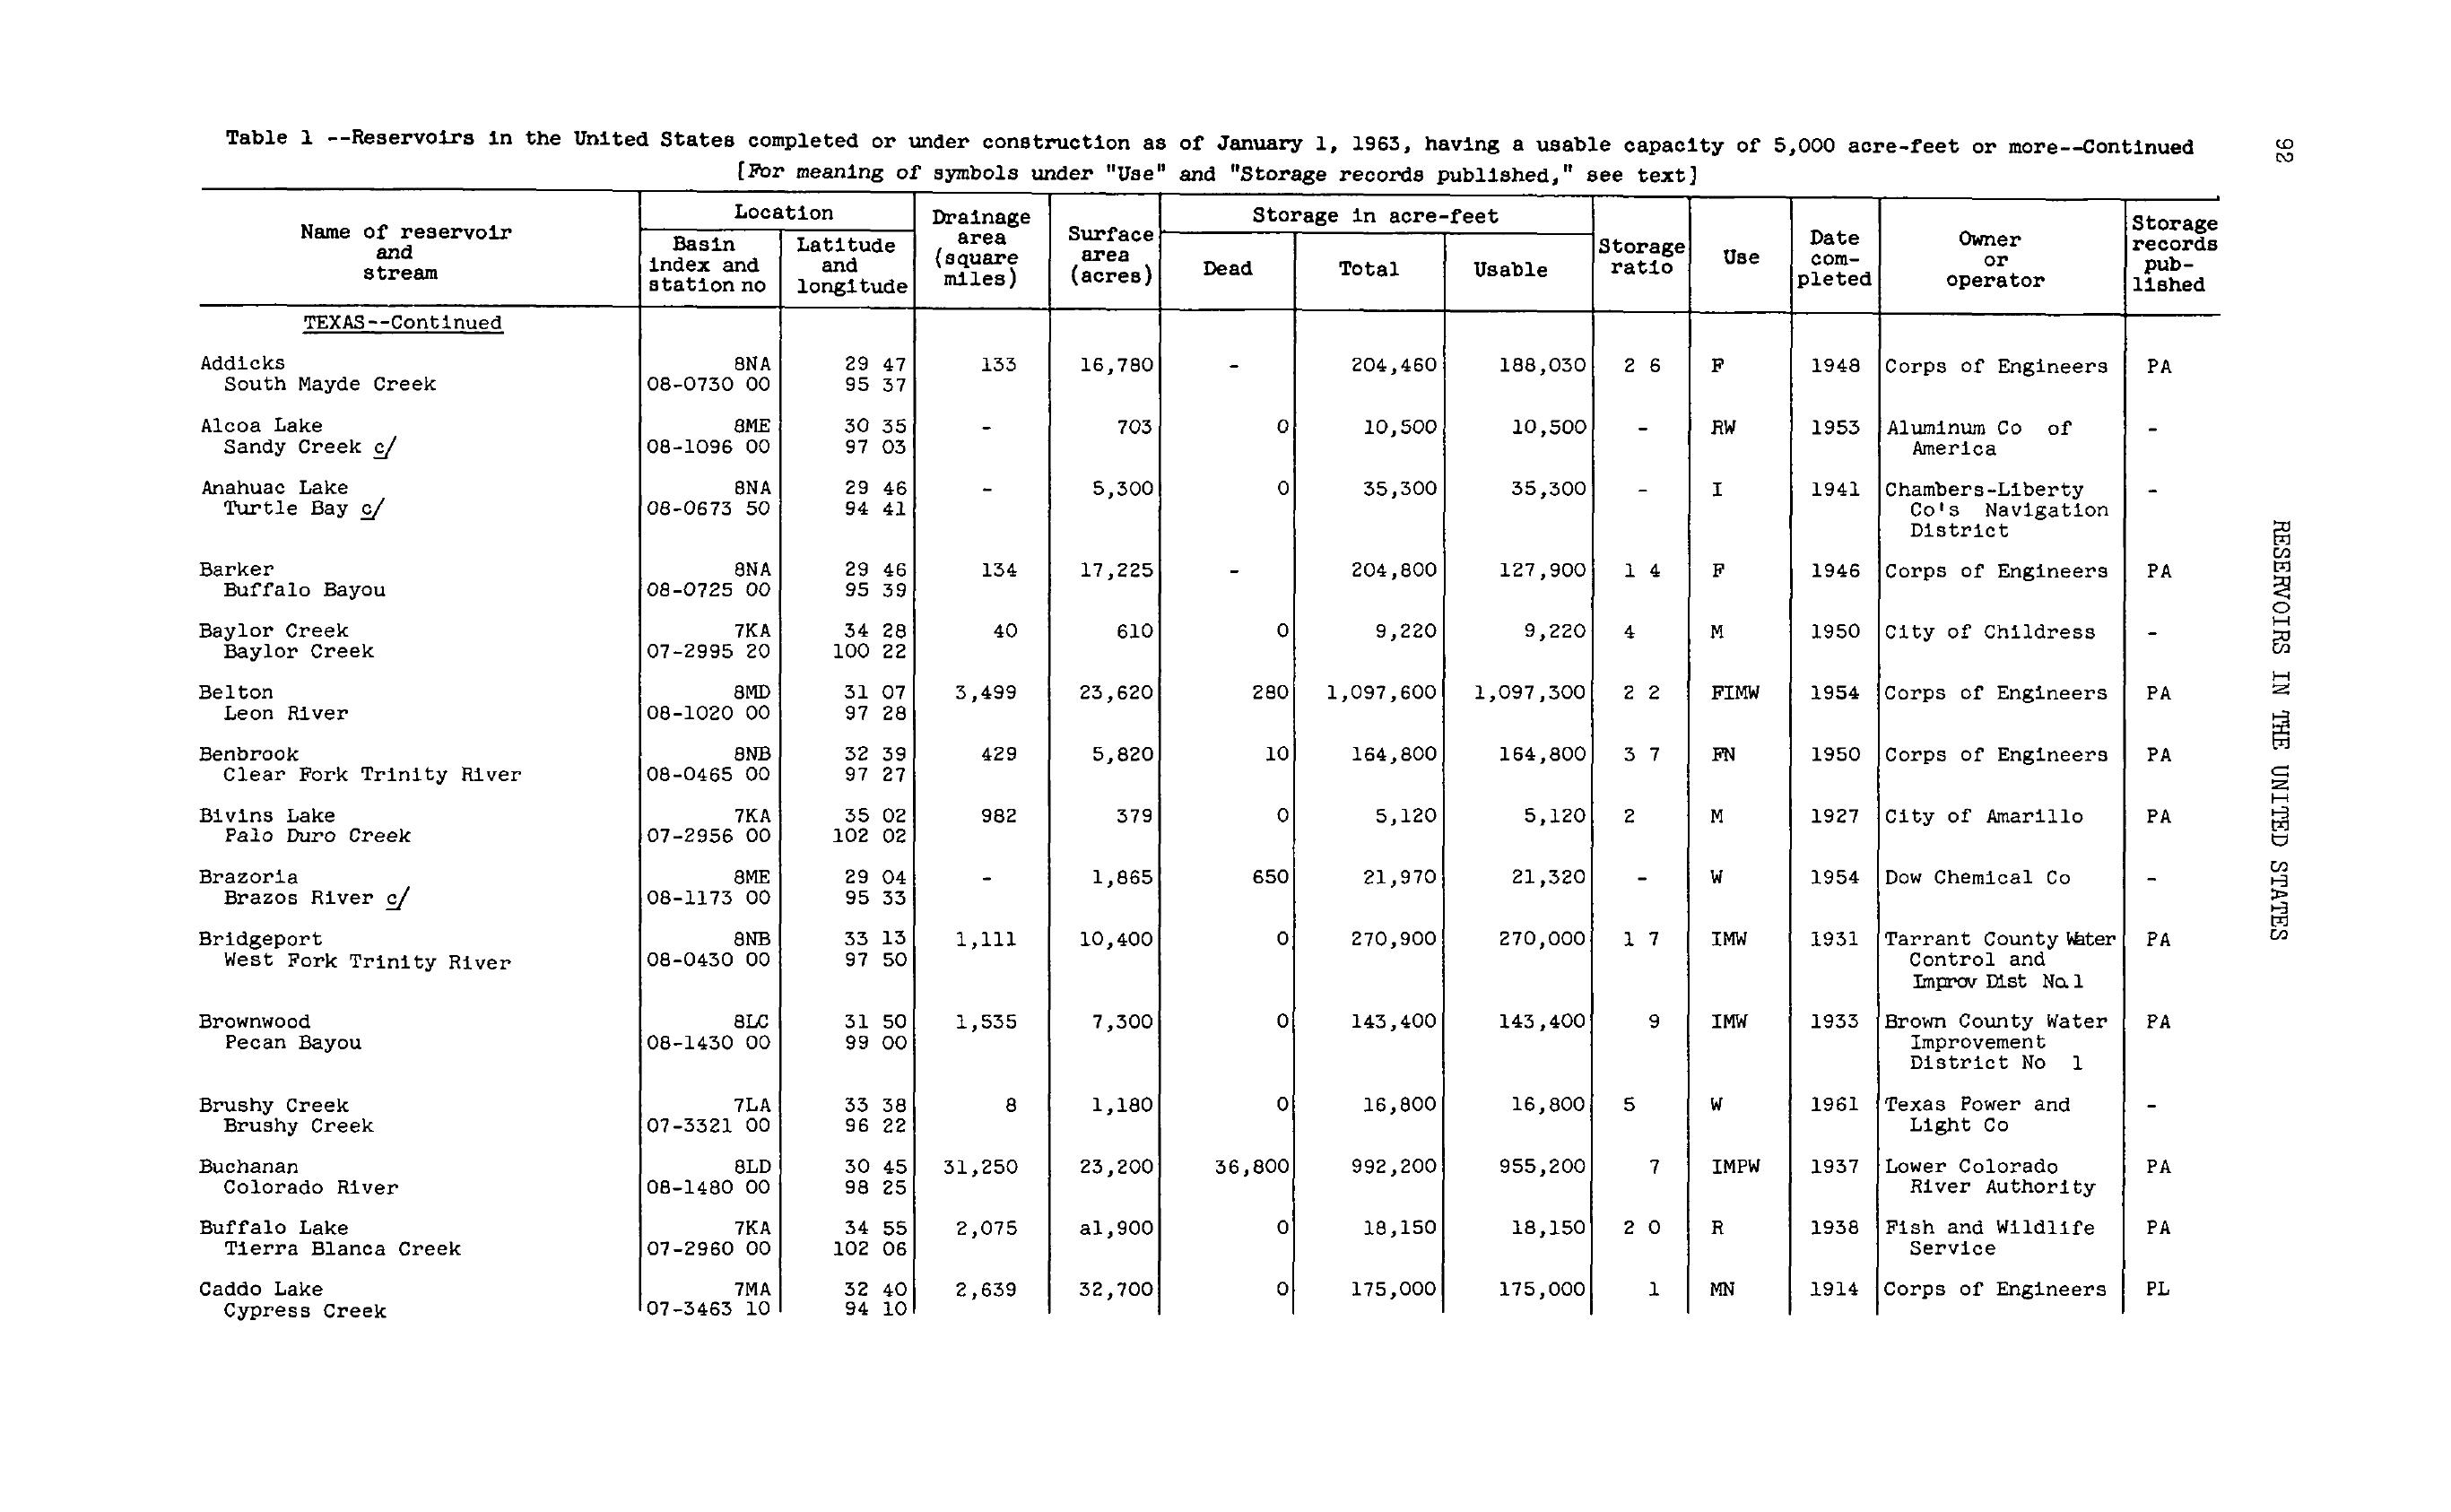 Table 1 --Reservoirs in the United States completed or under construction as of January 1, 1963, having a usable capacity of 5,000 acre-feet or more--Continued
[For meaning of symbols under "Use" and "Storage records published," see text]
92
Name of reservoir and stream
Location
Basin index and station no
Latitude and longitude
Drainage area (square miles)
Surface area (acres)
Storage in acre-feet
Dead Total Usable
Storage ratio
Use
Date com-pleted
Owner or operator
Storage records pub-lished
TEXAS--Continued
Addicks 8NA 29 47 133 16,780 - 204,460 188,030 2 6 F 1948 Corps of Engineers PA
South Mayde Creek 08-0730 00 95 37
Alcoa Lake 8ME 30 35 - 703 0 10,500 10,500 - RW 1953 Aluminum Co of -
Sandy Creek c/ 08-1096 00 97 03 America
Anahuac Lake 8NA 29 46 - 5,300 0 35,300 35,300 - I 1941 Chambers-Liberty -
Turtle Bay c/ 08-0673 50 94 41 Co's Navigation
District
Barker 8NA 29 46 134 17,225 - 204,800 127,900 1 4 F 1946 Corps of Engineers PA
Buffalo Bayou 08-0725 00 95 39
Baylor Creek 7KA 34 28 40 610 0 9,220 9,220 4 M 1950 City of Childress -
Baylor Creek 07-2995 20 100 22
Belton 8MD 31 07 3,499 23,620 280 1,097,600 1,097,300 2 2 FIMW 1954 Corps of Engineers PA
Leon River 08-1020 00 97 28
Benbrook 8NB 32 39 429 5,820 10 164,800 164,800 3 7 FN 1950 Corps of Engineers PA
Clear Fork Trinity River 08-0465 00 97 27
Bivins Lake 7KA 35 02 982 379 0 5,120 5,120 2 M 1927 City of Amarillo PA
Palo Duro Creek 07-2956 00 102 02
Brazoria 8ME 29 04 - 1,865 650 21,970 21,320 - W 1954 Dow Chemical Co -
Brazos River c/ 08-1173 00 95 33
Bridgeport 8NB 33 13 1,111 10,400 0 270,900 270,000 1 7 IMW 1931 Tarrant County Water PA
West Fork Trinity River 08-0430 00 97 50 Control and
Improv Dist No.1
Brownwood 8LC 31 50 1,535 7,300 0 143,400 143,400 9 IMW 1933 Brown County Water PA
Pecan Bayou 08-1430 00 99 00 Improvement
District No 1
Brushy Creek 7LA 33 38 8 1,180 0 16,800 16,800 5 W 1961 Texas Power and -
Brushy Creek 07-3321 00 96 22 Light Co
Buchanan 8LD 30 45 31,250 23,200 36,800 992,200 955,200 7 IMPW 1937 Lower Colorado PA
Colorado River 08-1480 00 98 25 River Authority
Buffalo Lake 7KA 34 55 2,075 a1,900 0 18,150 18,150 2 0 R 1938 Fish and Wildlife PA
Tierra Blanca Creek 07-2960 00 102 06 Service
Caddo Lake 7MA 32 40 2,639 32,700 0 175,000 175,000 1 MN 1914 Corps of Engineers PL
Cypress Creek 07-3463 10 94 10
RESERVOIRS IN THE UNITED STATES